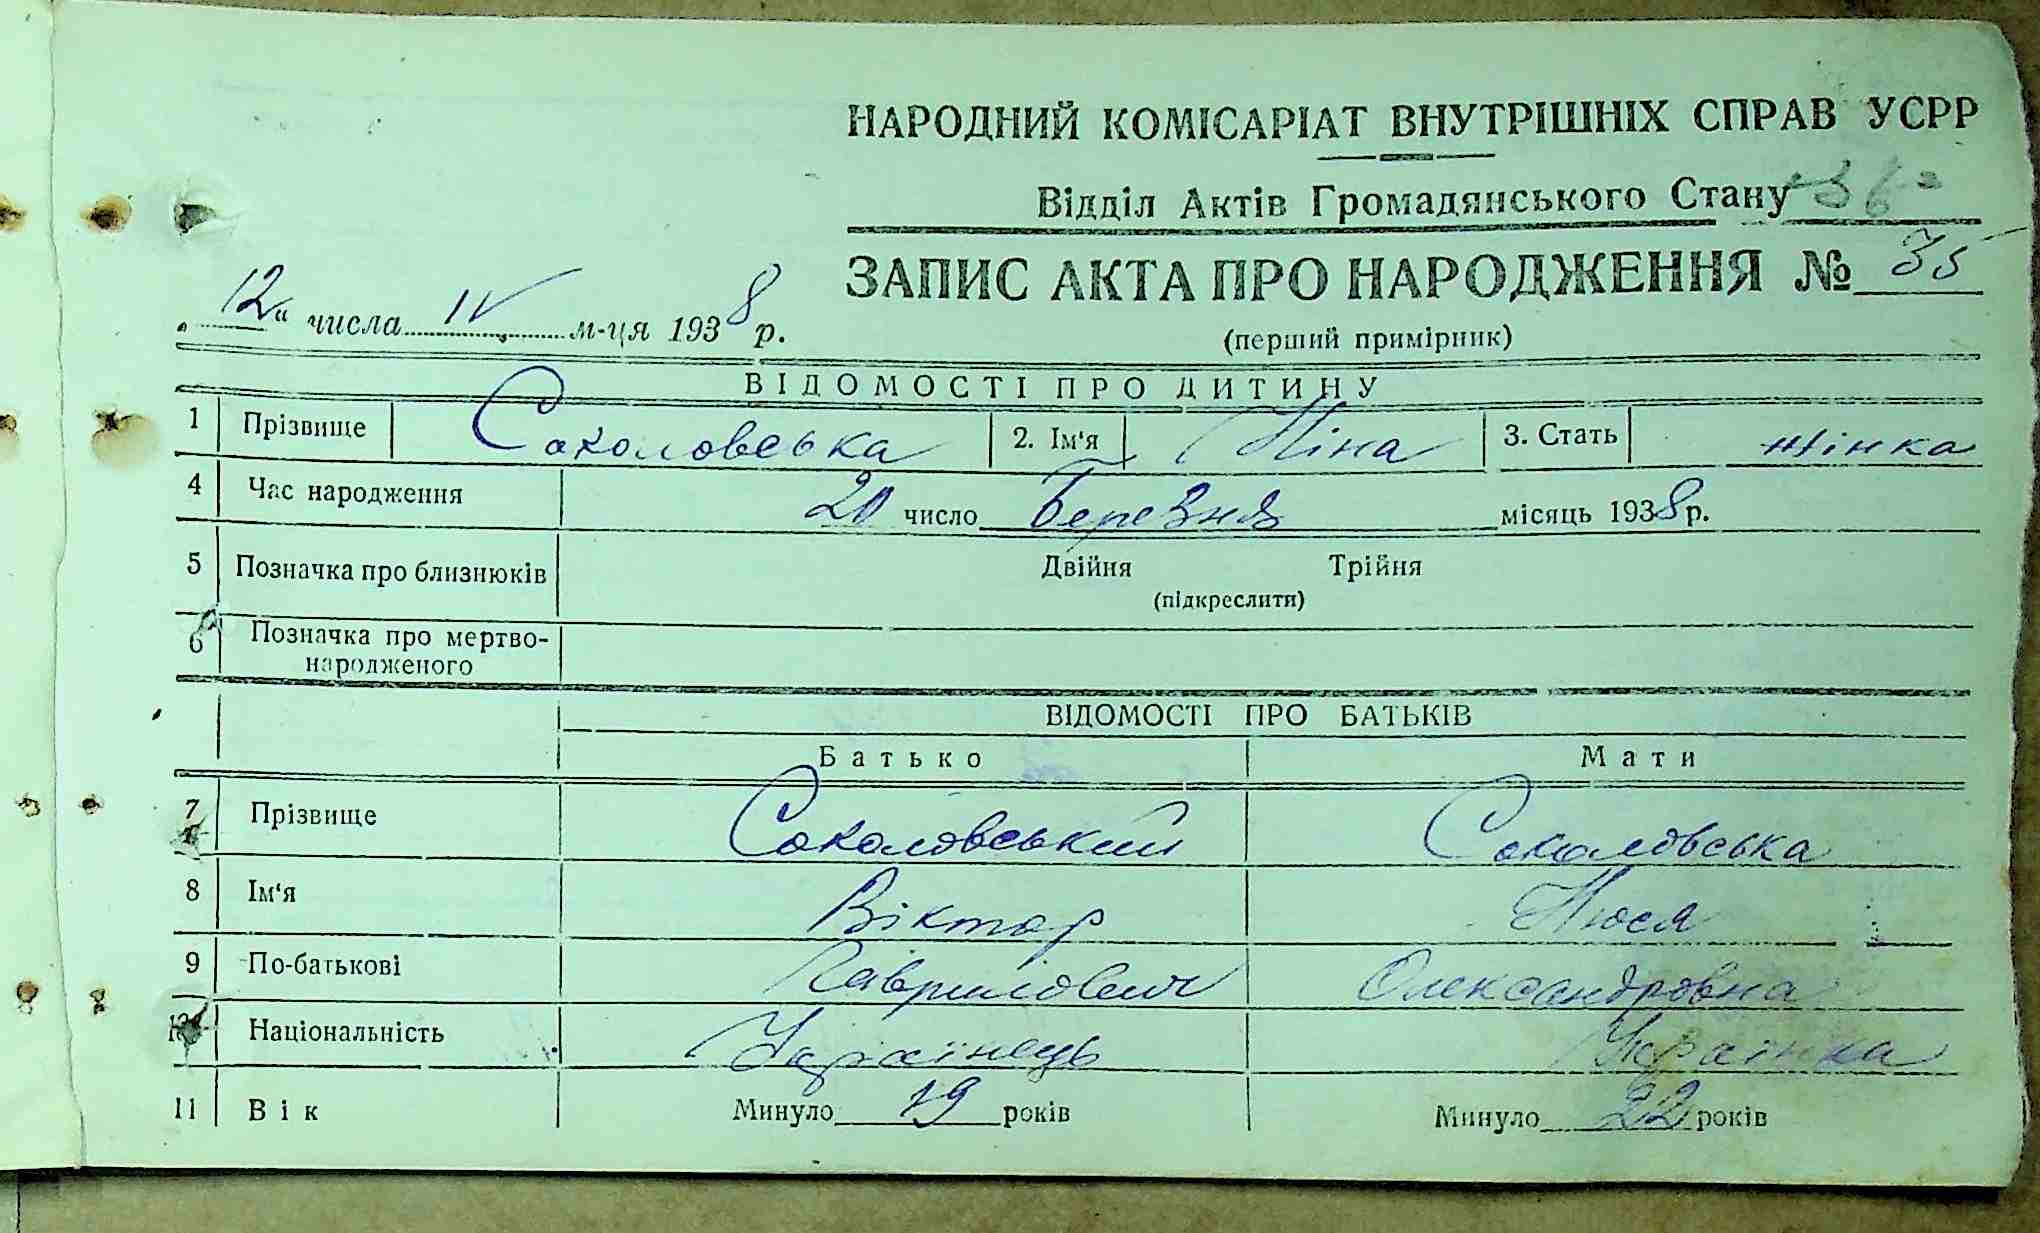 НАРОДНИЙ КОМІСАРІАТ ВНУТРІШНІХ СПРАВ УСРР
Відділ Актів Громадянського Стану
ЗАПИС АКТА ПРО НАРОДЖЕННЯ № 35
„12“ числа IV м-ця 1938 р.
(перший примірник)
ВІДОМОСТІ ПРО ДИТИНУ
1 Прізвище Соколовська 2. Ім‘я Ніна 3. Стать жінка
4 Час народження 20 число Березня місяць 1938 р.
5 Позначка про близнюків Двійня Трійня
(підкреслити)
6 Позначка про мертво-
народженого
ВІДОМОСТІ ПРО БАТЬКІВ
Батько Мати
7 Прізвище Соколовський Соколовська
8 Ім‘я Віктор Нюся
9 По-батькові Гаврилович Олександровна
Національність Українець Українка
11 Вік Минуло 19 років Минуло 22 років